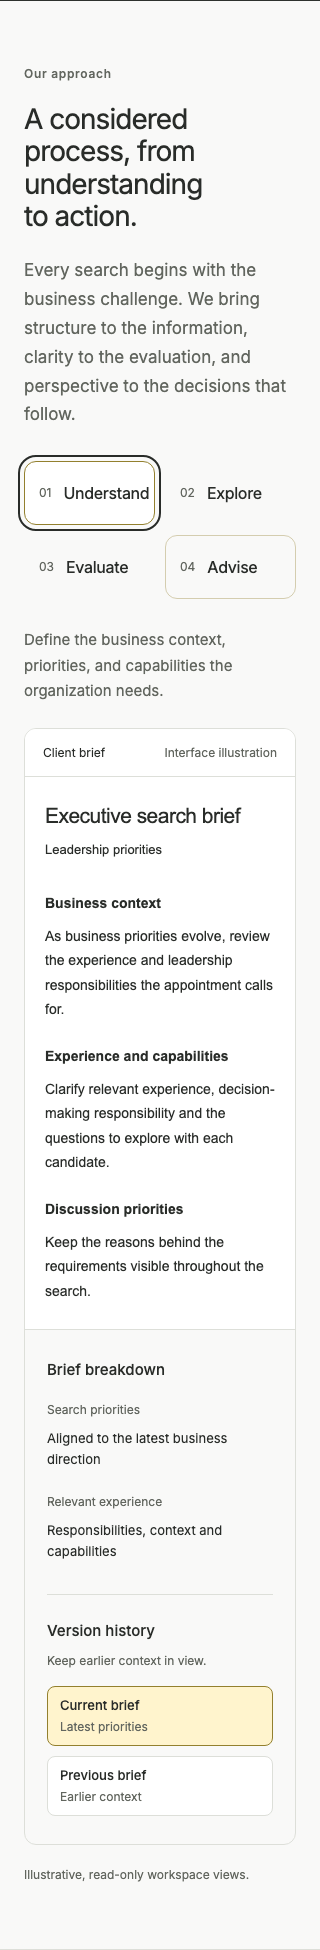 Our approach
A considered
process, from
understanding
to action.
Every search begins with the
business challenge. We bring
structure to the information,
clarity to the evaluation, and
perspective to the decisions that
follow.
01 Understand
02 Explore
03 Evaluate
04 Advise
Define the business context,
priorities, and capabilities the
organization needs.
Client brief
Interface illustration
Executive search brief
Leadership priorities
Business context
As business priorities evolve, review
the experience and leadership
responsibilities the appointment calls
for.
Experience and capabilities
Clarify relevant experience, decision-
making responsibility and the
questions to explore with each
candidate.
Discussion priorities
Keep the reasons behind the
requirements visible throughout the
search.
Brief breakdown
Search priorities
Aligned to the latest business
direction
Relevant experience
Responsibilities, context and
capabilities
Version history
Keep earlier context in view.
Current brief
Latest priorities
Previous brief
Earlier context
Illustrative, read-only workspace views.